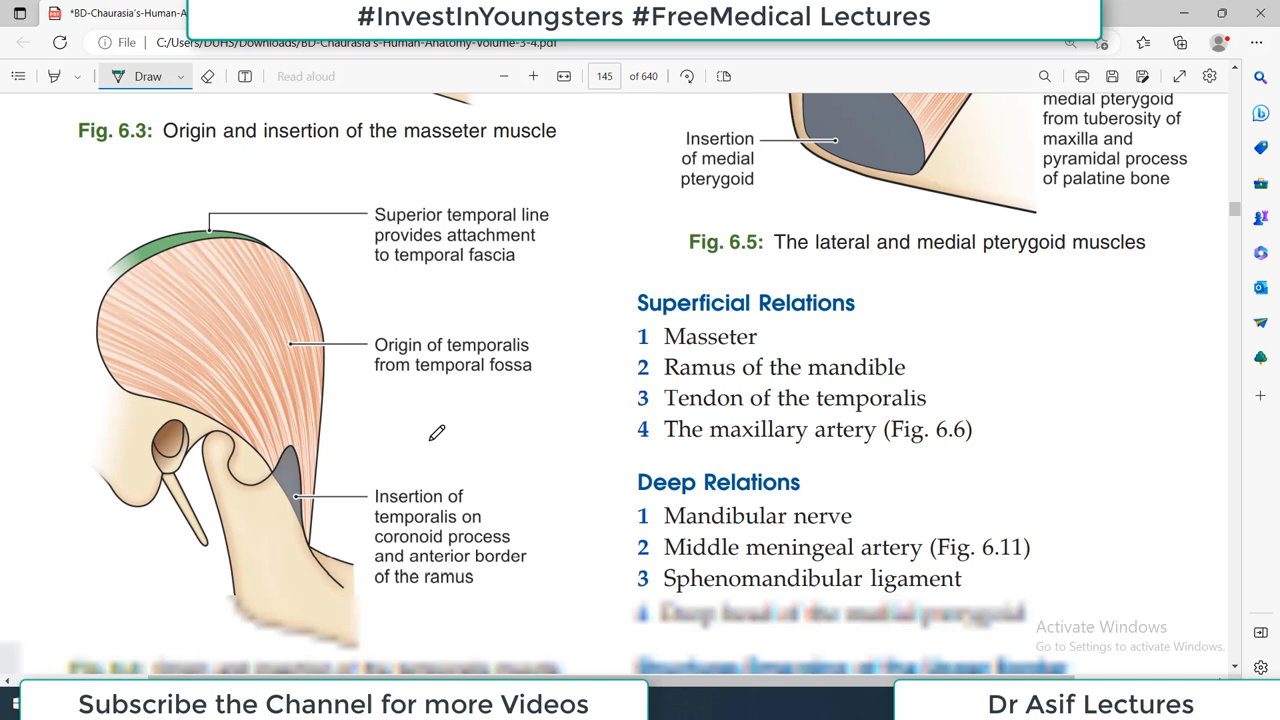 #InvestInYoungsters #FreeMedical Lectures
*BD-Chaurasia's-Human-A
File
C:/Users/DUHS/Downloads/BD-Chaurasia's-Human-Anatomy-Volume-3-4.pdf
Draw
Read aloud
145
of 640
Fig. 6.3: Origin and insertion of the masseter muscle
Superior temporal line
provides attachment
to temporal fascia
Origin of temporalis
from temporal fossa
Insertion of
temporalis on
coronoid process
and anterior border
of the ramus
Insertion
of medial
pterygoid
medial pterygoid
from tuberosity of
maxilla and
pyramidal process
of palatine bone
Fig. 6.5: The lateral and medial pterygoid muscles
Superficial Relations
1 Masseter
2 Ramus of the mandible
3 Tendon of the temporalis
4 The maxillary artery (Fig. 6.6)
Deep Relations
1 Mandibular nerve
2 Middle meningeal artery (Fig. 6.11)
3 Sphenomandibular ligament
4 Deep head of the medial pterygoid
Activate Windows
Go to Settings to activate Windows.
Subscribe the Channel for more Videos
Dr Asif Lectures